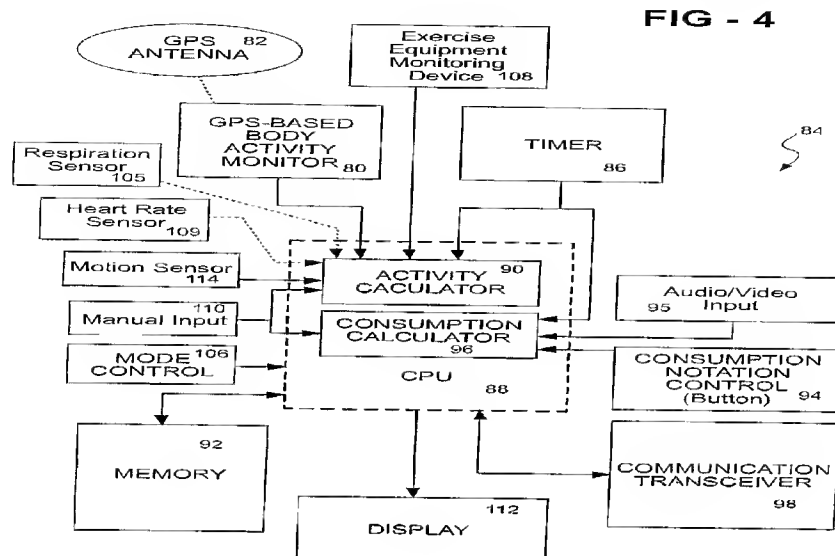 FIG - 4
GPS 82
ANTENNA
Exercise
Equipment
Monitoring
Device 108
GPS-BASED
BODY
ACTIVITY
MONITOR 80
TIMER
86
84
Respiration
Sensor
105
Heart Rate
Sensor
109
Motion Sensor
114
110
Manual Input
MODE 106
CONTROL
ACTIVITY 90
CACULATOR
CONSUMPTION
CALCULATOR
96
CPU
88
Audio/Video
95 Input
CONSUMPTION
NOTATION
CONTROL
(Button) 94
92
MEMORY
COMMUNICATION
TRANSCEIVER
98
112
DISPLAY